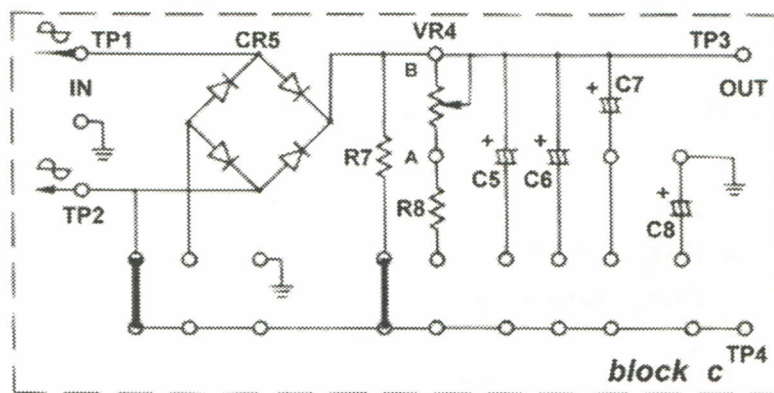 TP1
CR5
VR4
TP3
B
C7
+
IN
OUT
R7
A
+
C5
+
C6
TP2
R8
+
C8
TP4
block c